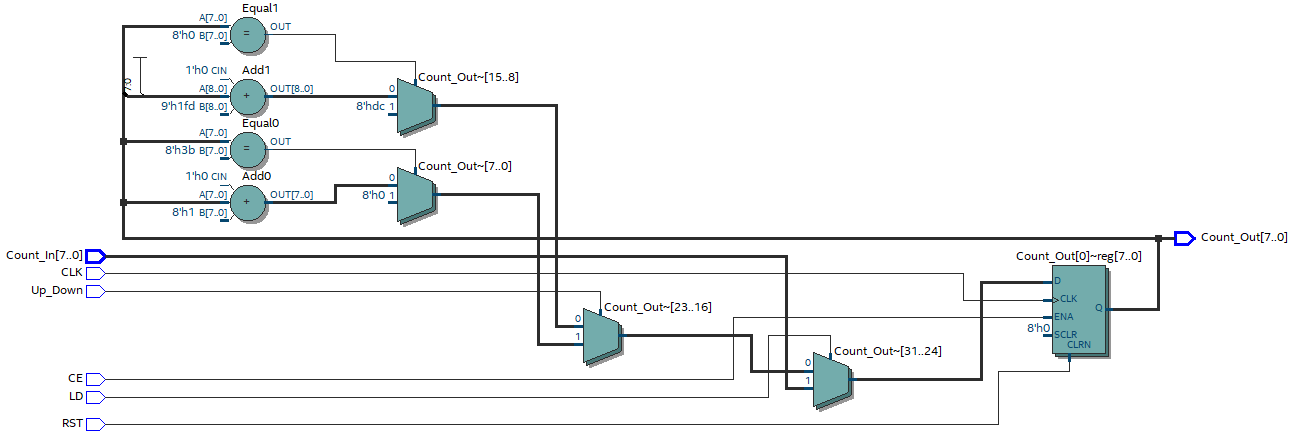 Equal1
A[7..0]
OUT
8'h0 B[7..0]
=
7:0
1'h0 CIN
Add1
A[8..0]
OUT[8..0]
9'h1fd B[8..0]
+
Count_Out~[15..8]
0
8'hdc 1
Equal0
A[7..0]
OUT
8'h3b B[7..0]
=
Count_Out~[7..0]
1'h0 CIN
Add0
0
A[7..0]
OUT[7..0]
8'h0 1
8'h1 B[7..0]
+
Count_Out[7..0]
Count_In[7..0]
CLK
Up_Down
Count_Out[0]~reg[7..0]
D
CLK
ENA
8'h0 SCLR
CLRN
Q
Count_Out~[23..16]
0
1
Count_Out~[31..24]
0
1
CE
LD
RST